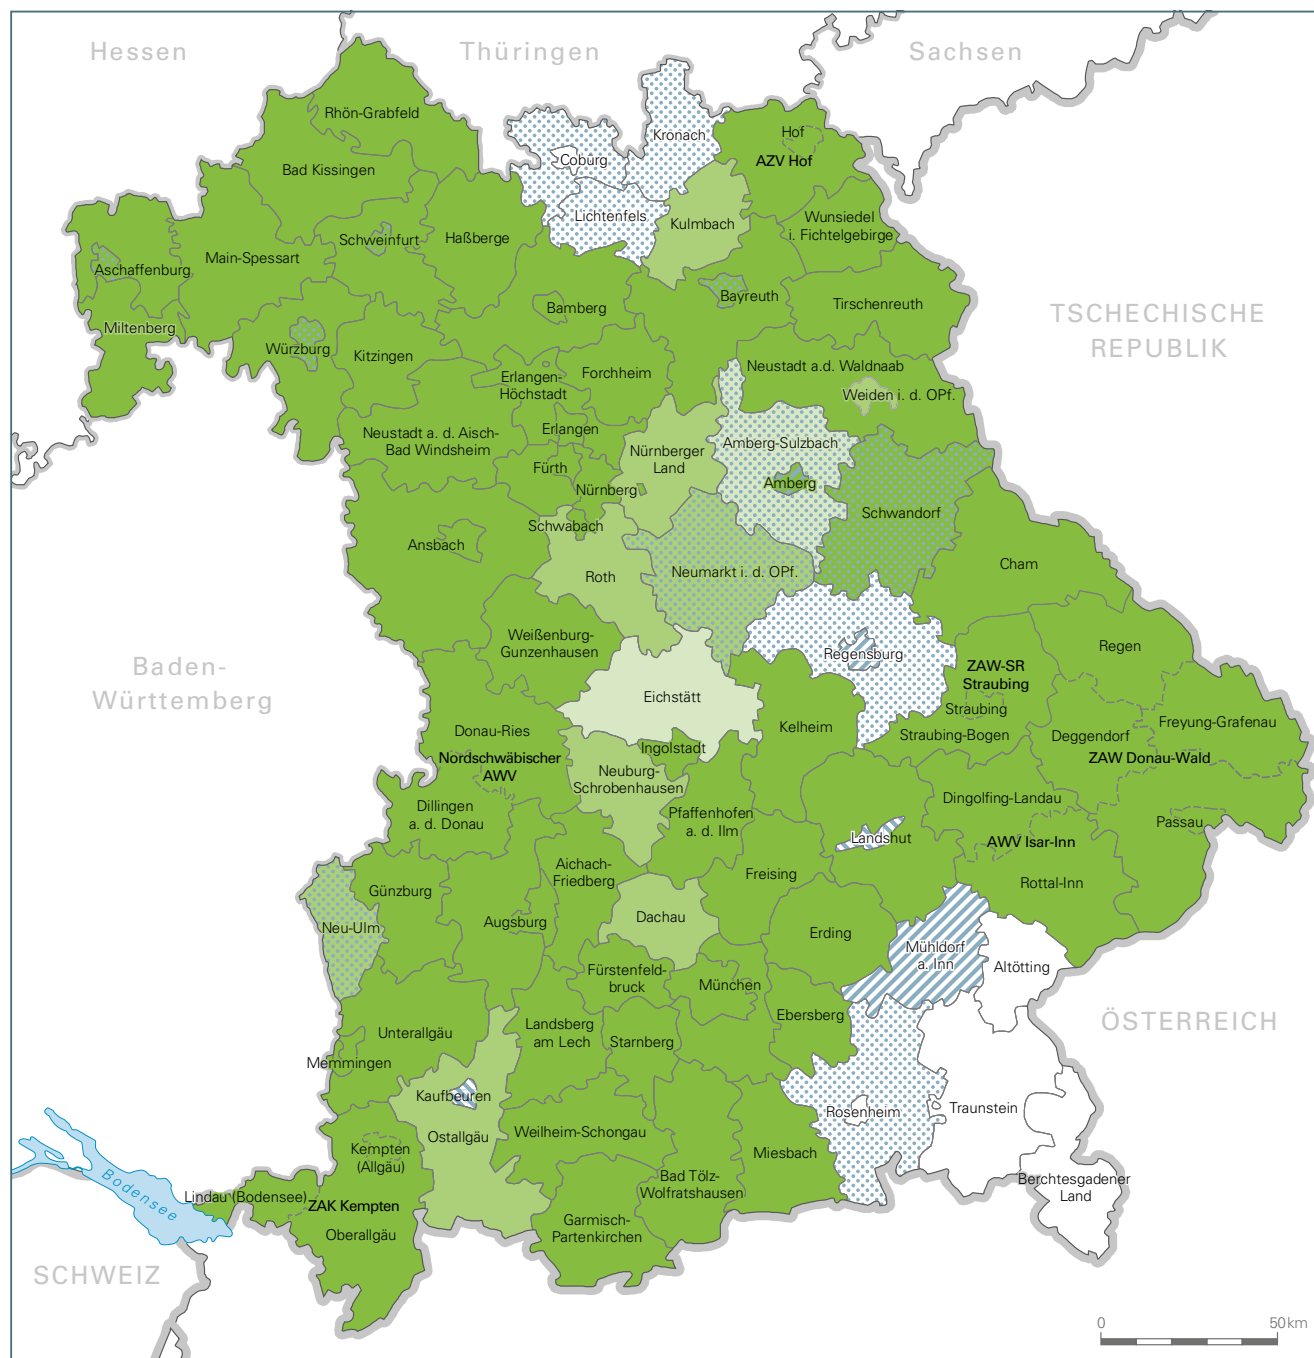 Hessen
Thüringen
Sachsen
Rhön-Grabfeld
Kronach
Hof
AZV Hof
Coburg
Bad Kissingen
Lichtenfels
Kulmbach
Wunsiedel
i. Fichtelgebirge
Schweinfurt
Haßberge
Main-Spessart
Aschaffenburg
Bayreuth
Tirschenreuth
Bamberg
TSCHECHISCHE
REPUBLIK
Miltenberg
Würzburg
Kitzingen
Neustadt a.d. Waldnaab
Erlangen-
Höchstadt
Forchheim
Weiden i. d. OPf.
Neustadt a. d. Aisch-
Bad Windsheim
Erlangen
Nürnberger
Land
Amberg-Sulzbach
Fürth
Amberg
Nürnberg
Schwandorf
Schwabach
Ansbach
Cham
Roth
Neumarkt i. d. OPf.
Weißenburg-
Gunzenhausen
Regensburg
Regen
ZAW-SR
Straubing
Baden-
Württemberg
Eichstätt
Straubing
Freyung-Grafenau
Donau-Ries
Kelheim
Straubing-Bogen
Deggendorf
Ingolstadt
Nordschwäbischer
AWV
ZAW Donau-Wald
Neuburg-
Schrobenhausen
Dingolfing-Landau
Dillingen
a. d. Donau
Pfaffenhofen
a. d. Ilm
Passau
Landshut
AWV Isar-Inn
Aichach-
Friedberg
Freising
Rottal-Inn
Günzburg
Dachau
Augsburg
Neu-Ulm
Erding
Mühldorf
a. Inn
Altötting
Fürstenfeld-
bruck
München
Ebersberg
ÖSTERREICH
Landsberg
am Lech
Unterallgäu
Starnberg
Memmingen
Kaufbeuren
Rosenheim
Traunstein
Ostallgäu
Weilheim-Schongau
Kempten
(Allgäu)
Miesbach
Bad Tölz-
Wolfratshausen
Berchtesgadener
Land
Bodensee
Lindau (Bodensee)
ZAK Kempten
Oberallgäu
Garmisch-
Partenkirchen
SCHWEIZ
0
50 km